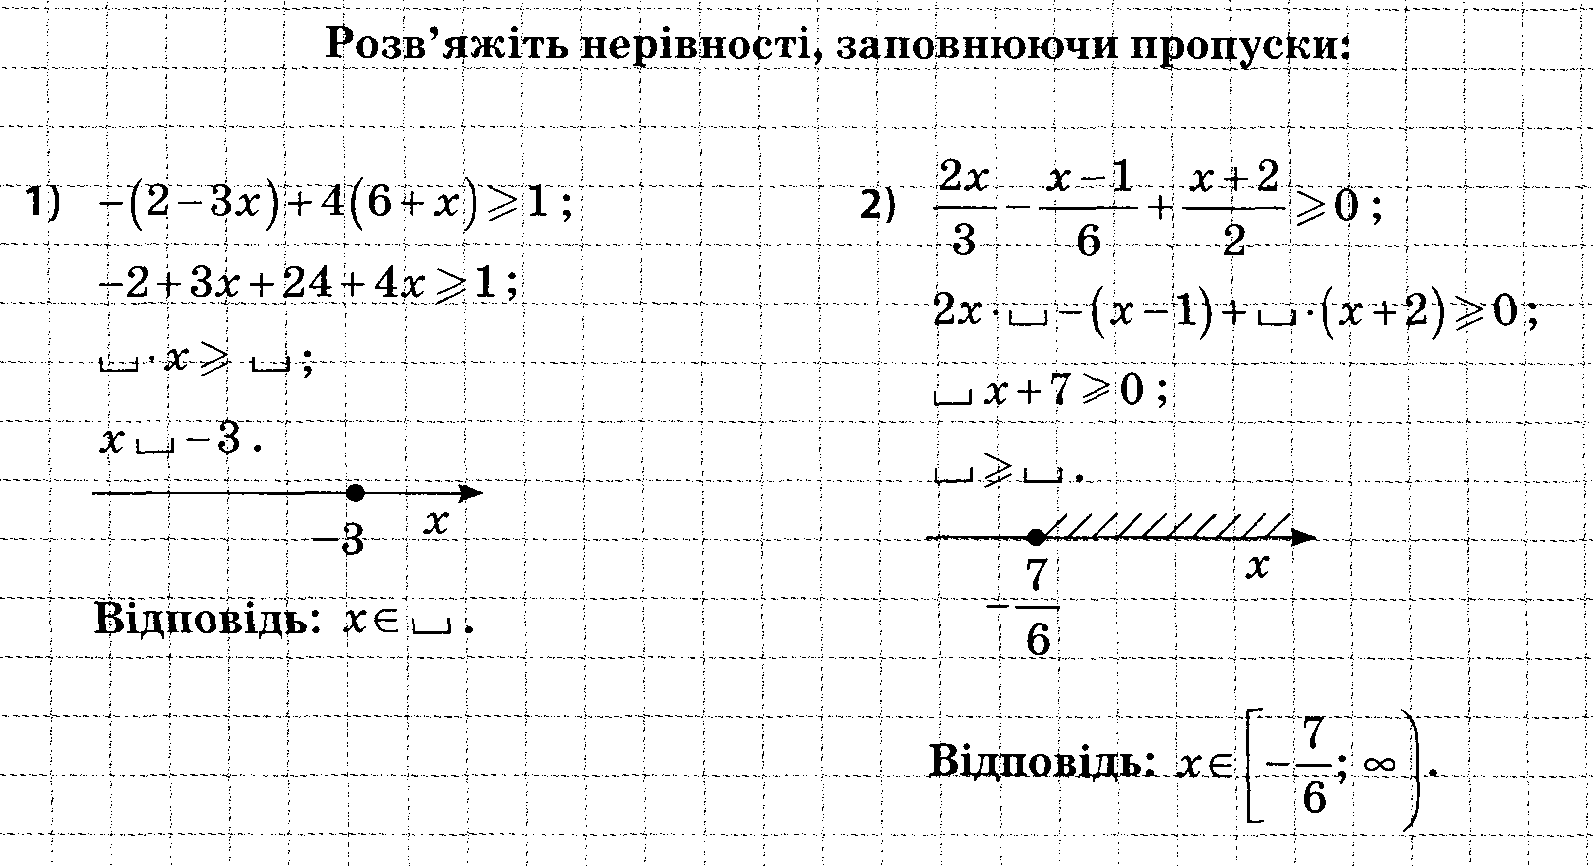 Розв’яжіть нерівності, заповнюючи пропуски:
1) −(2−3x)+4(6+x)⩾1;
−2+3x+24+4x⩾1;
⎵·x⩾ ⎵;
x⎵−3.
−3 x
Відповідь: x∈⎵.
2) 2x/3 − (x−1)/6 + (x+2)/2 ⩾0;
2x·⎵−(x−1)+⎵·(x+2)⩾0;
⎵x+7⩾0;
⎵⩾⎵.
−7/6 x
Відповідь: x∈[−7/6; ∞).